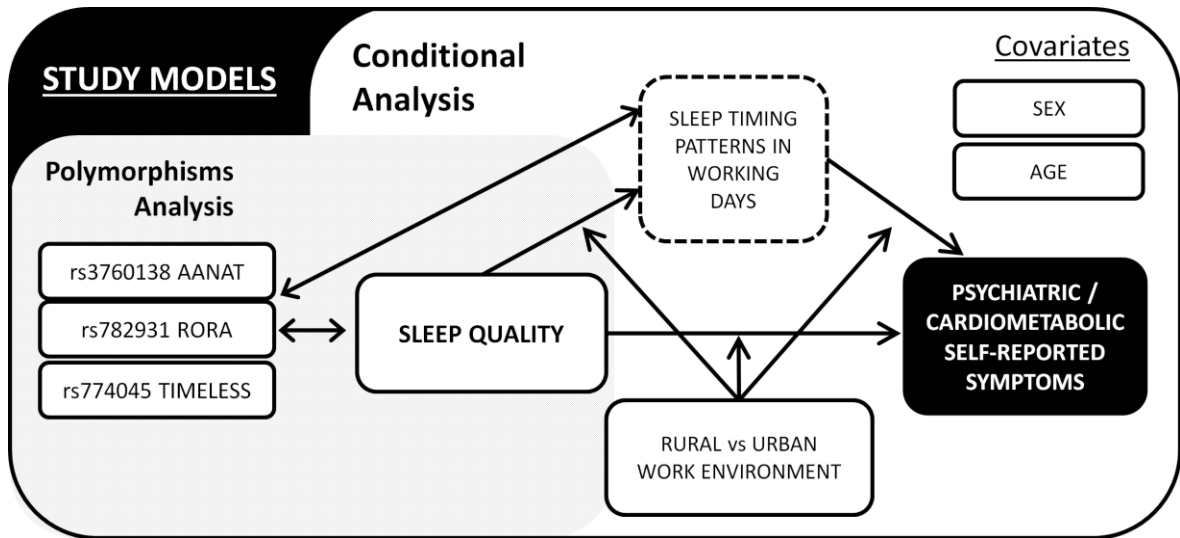 STUDY MODELS
Conditional
Analysis
Covariates
SEX
AGE
SLEEP TIMING
PATTERNS IN
WORKING
DAYS
Polymorphisms
Analysis
rs3760138 AANAT
rs782931 RORA
rs774045 TIMELESS
SLEEP QUALITY
PSYCHIATRIC /
CARDIOMETABOLIC
SELF-REPORTED
SYMPTOMS
RURAL vs URBAN
WORK ENVIRONMENT